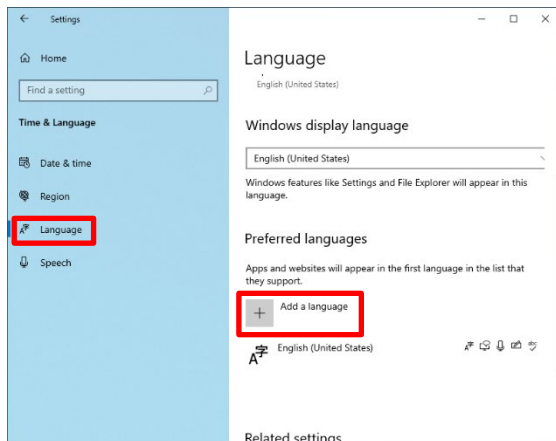 Settings
Home
Find a setting
Time & Language
Date & time
Region
Language
Speech
Language
English (United States)
Windows display language
English (United States)
Windows features like Settings and File Explorer will appear in this
language.
Preferred languages
Apps and websites will appear in the first language in the list that
they support.
Add a language
English (United States)
Related settings